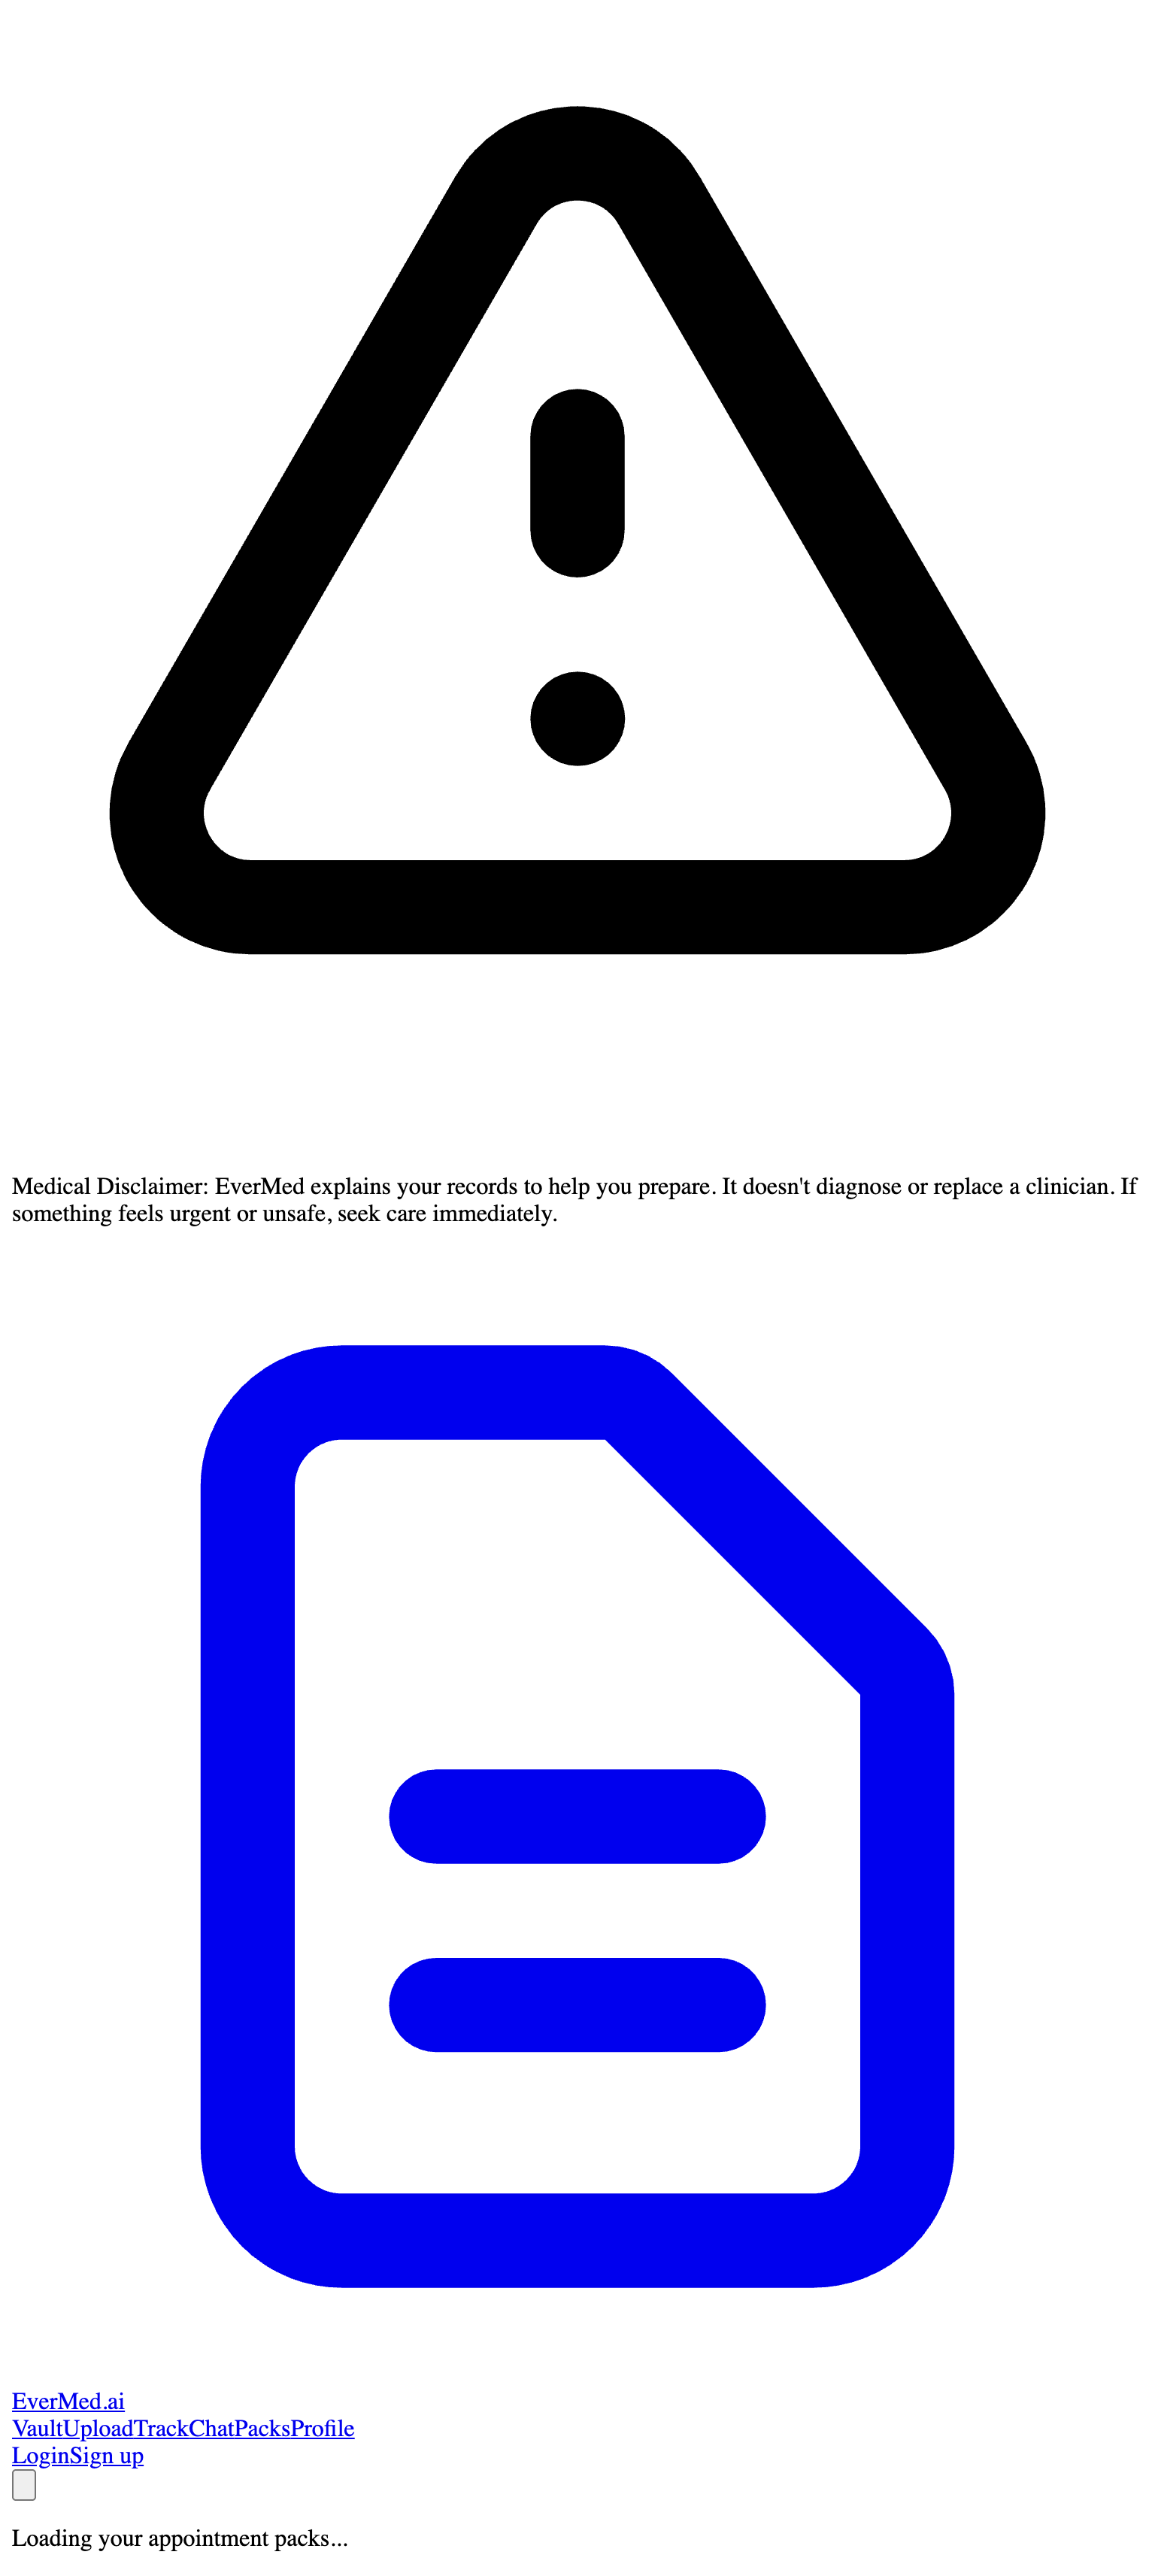 Medical Disclaimer: EverMed explains your records to help you prepare. It doesn't diagnose or replace a clinician. If
something feels urgent or unsafe, seek care immediately.
EverMed.ai
VaultUploadTrackChatPacksProfile
LoginSign up
Loading your appointment packs...